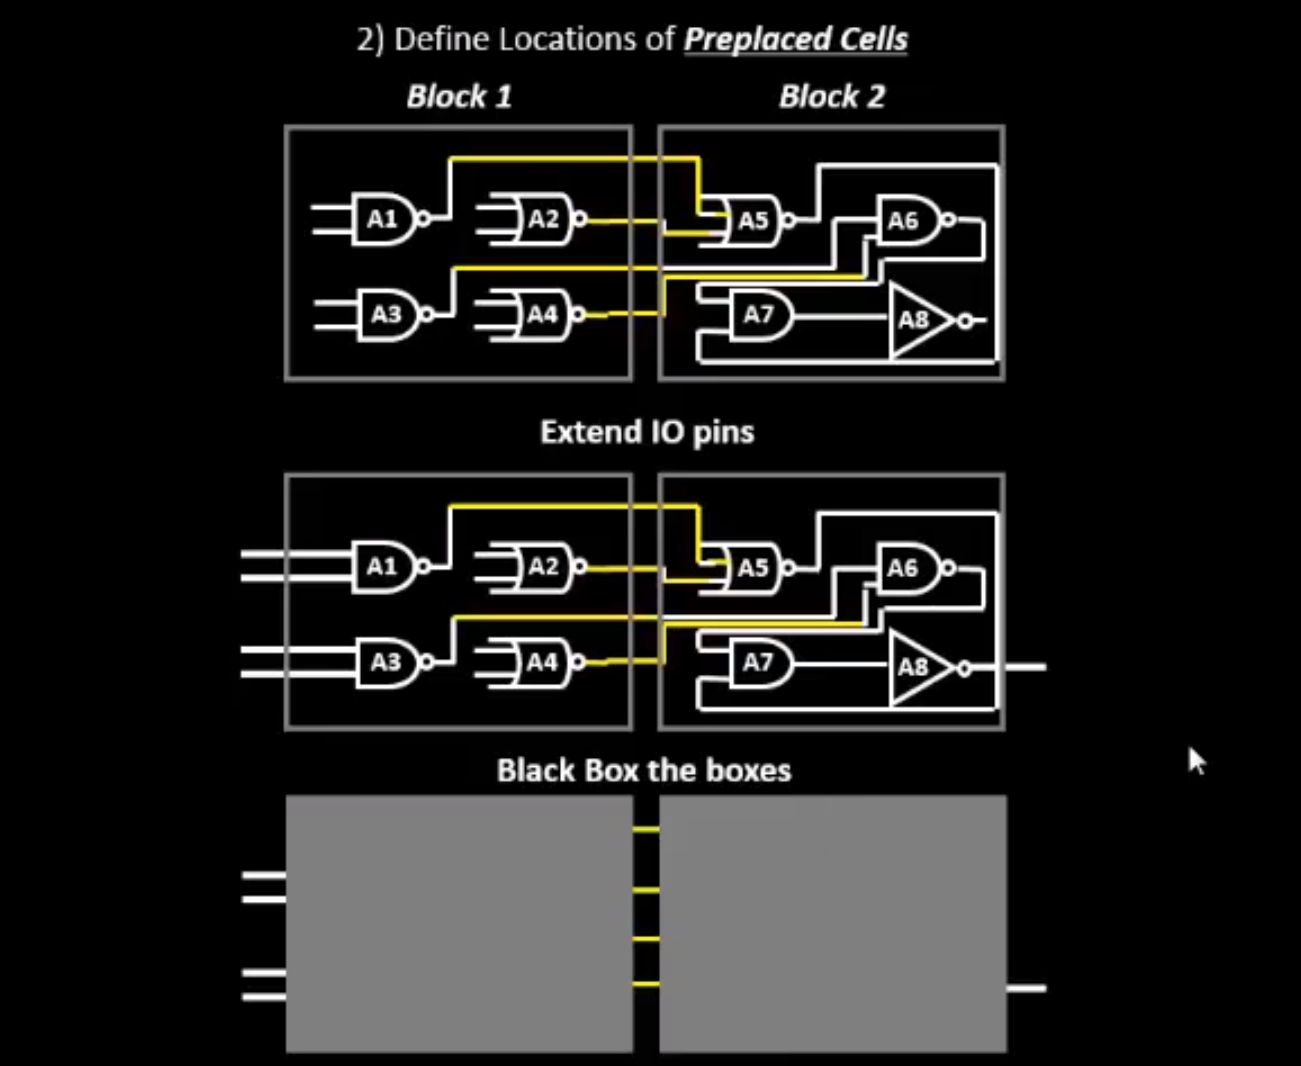 2) Define Locations of Preplaced Cells
Block 1
Block 2
A1
A2
A5
A6
A3
A4
A7
A8
Extend IO pins
A1
A2
A5
A6
A3
A4
A7
A8
Black Box the boxes